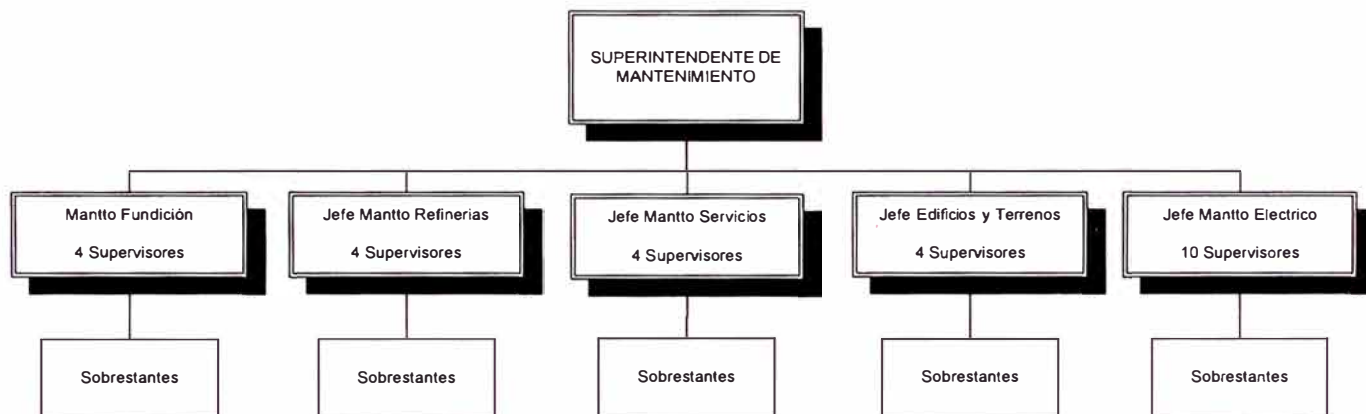 SUPERINTENDENTE DE
MANTENIMIENTO
Mantto Fundición
4 Supervisores
Jefe Mantto Refinerias
4 Supervisores
Jefe Mantto Servicios
4 Supervisores
Jefe Edificios y Terrenos
4 Supervisores
Jefe Mantto Electrico
10 Supervisores
Sobrestantes
Sobrestantes
Sobrestantes
Sobrestantes
Sobrestantes